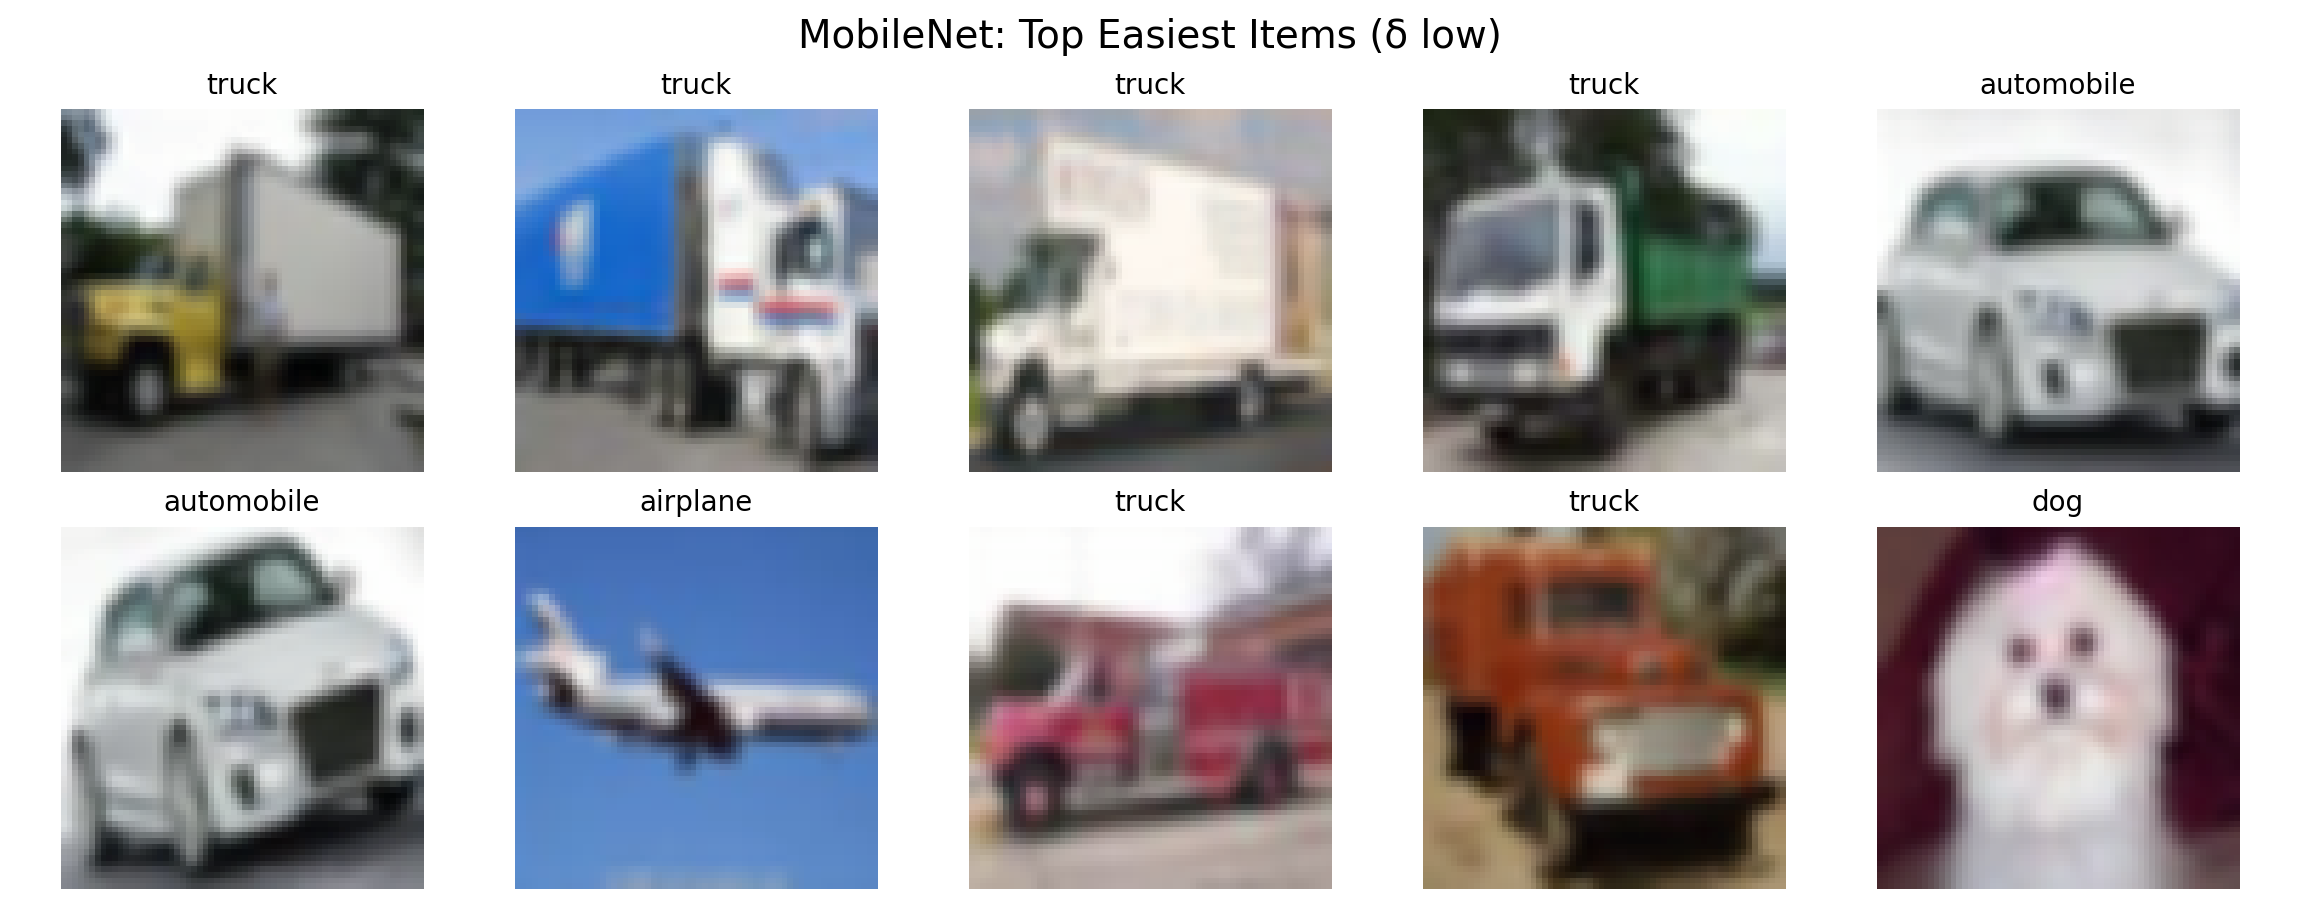 MobileNet: Top Easiest Items (δ low)
truck
truck
truck
truck
automobile
automobile
airplane
truck
truck
dog